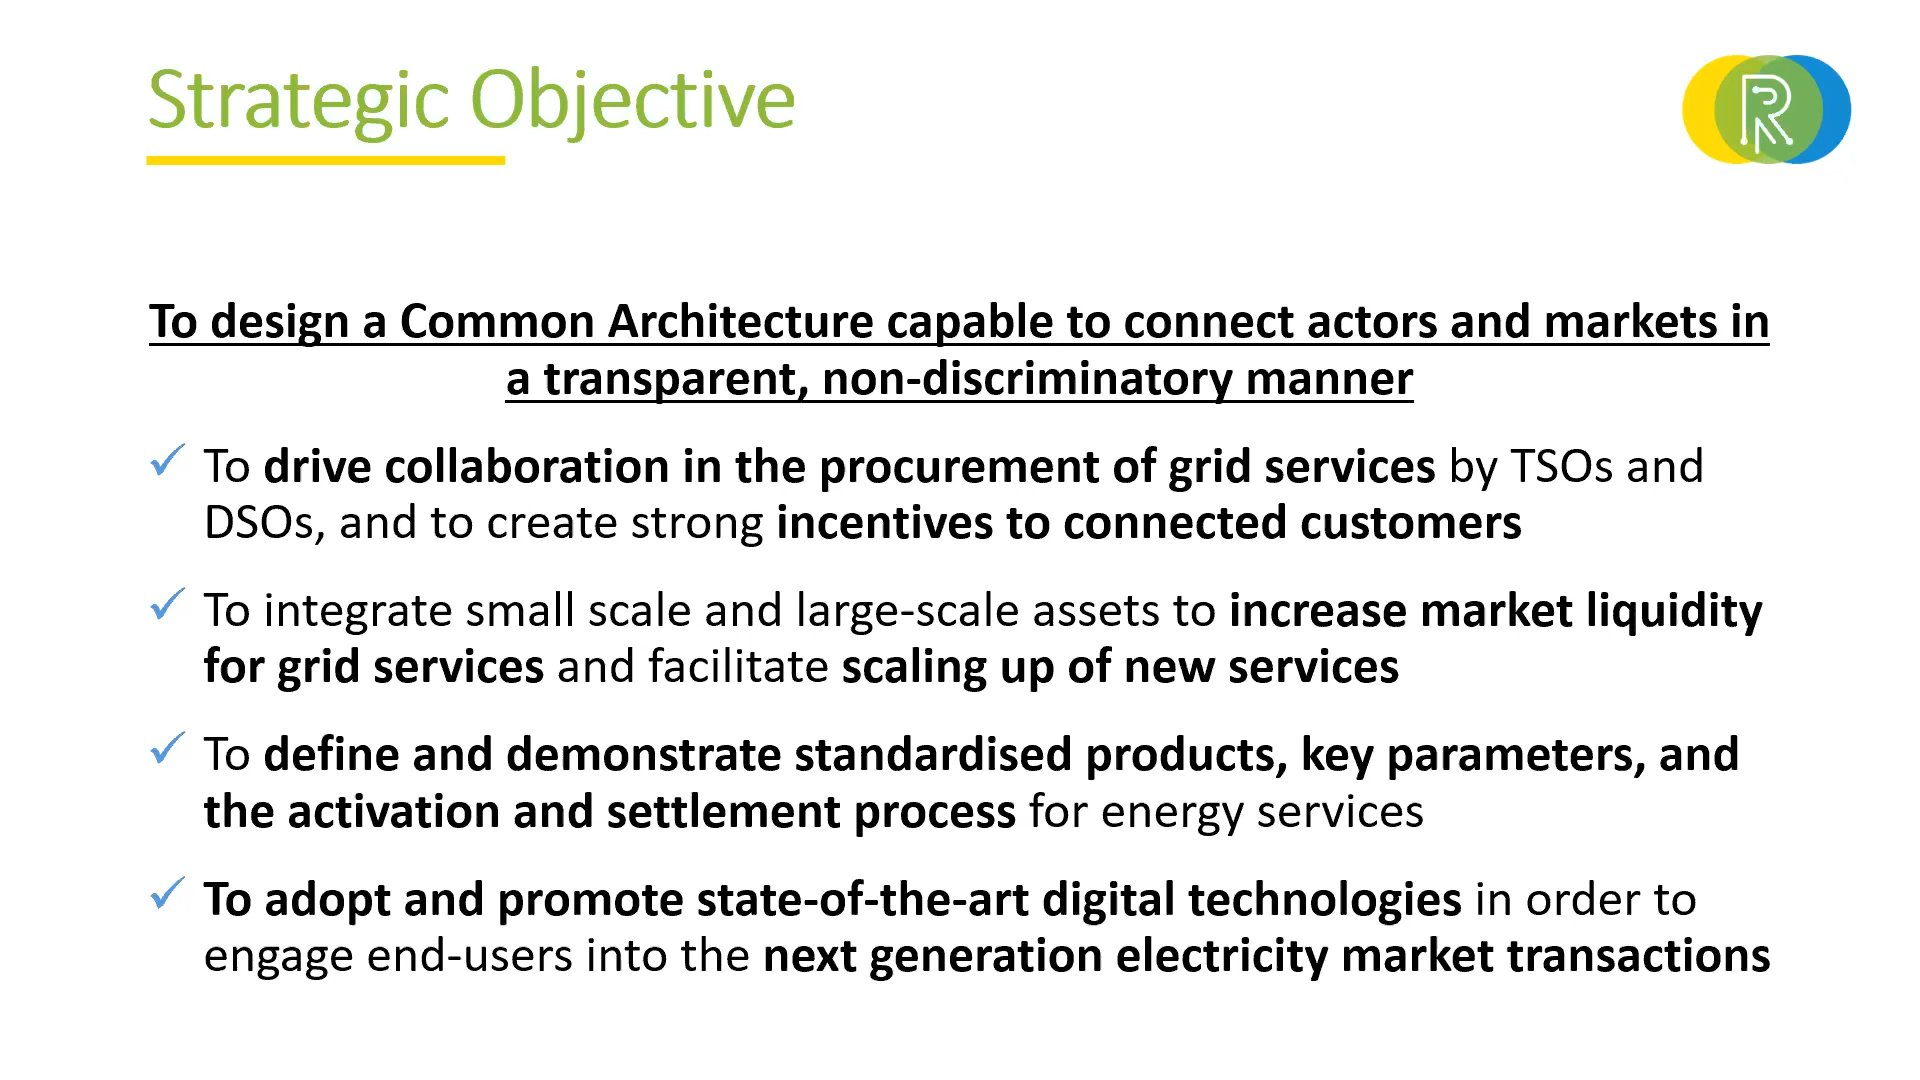 Strategic Objective
R
To design a Common Architecture capable to connect actors and markets in
a transparent, non-discriminatory manner
To drive collaboration in the procurement of grid services by TSOs and
DSOs, and to create strong incentives to connected customers
To integrate small scale and large-scale assets to increase market liquidity
for grid services and facilitate scaling up of new services
To define and demonstrate standardised products, key parameters, and
the activation and settlement process for energy services
To adopt and promote state-of-the-art digital technologies in order to
engage end-users into the next generation electricity market transactions